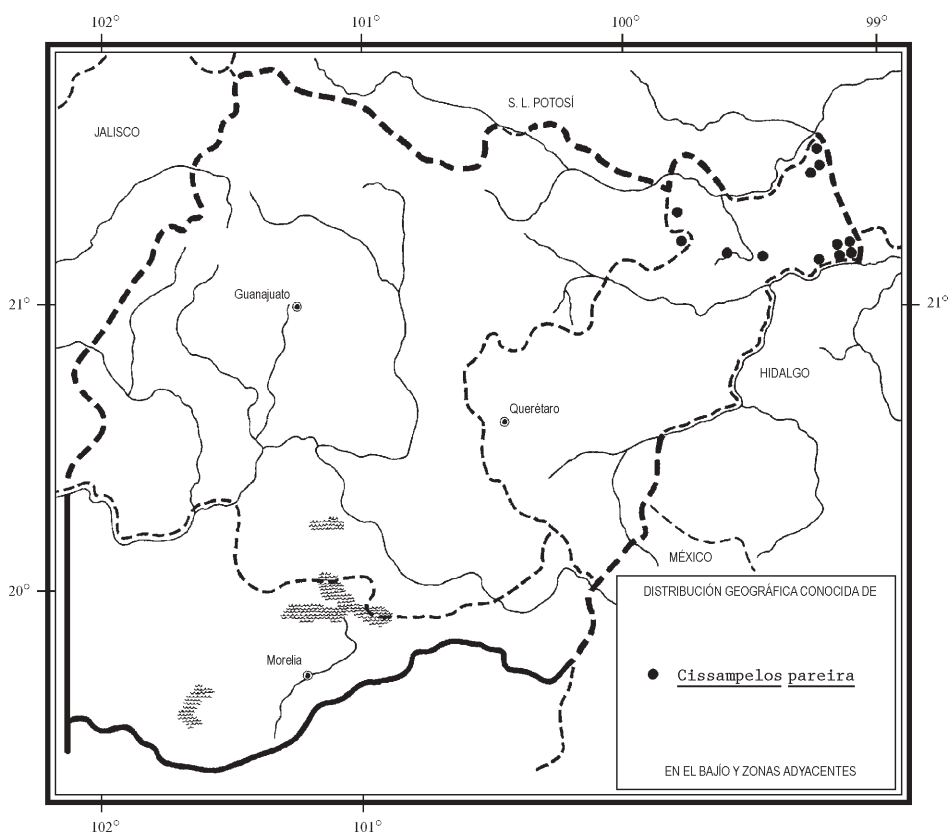 102° 101° 100° 99°
S. L. POTOSÍ
JALISCO
Guanajuato
21° 21°
HIDALGO
Querétaro
MÉXICO
20°
DISTRIBUCIÓN GEOGRÁFICA CONOCIDA DE
Morelia
Cissampelos pareira
EN EL BAJÍO Y ZONAS ADYACENTES
102° 101°